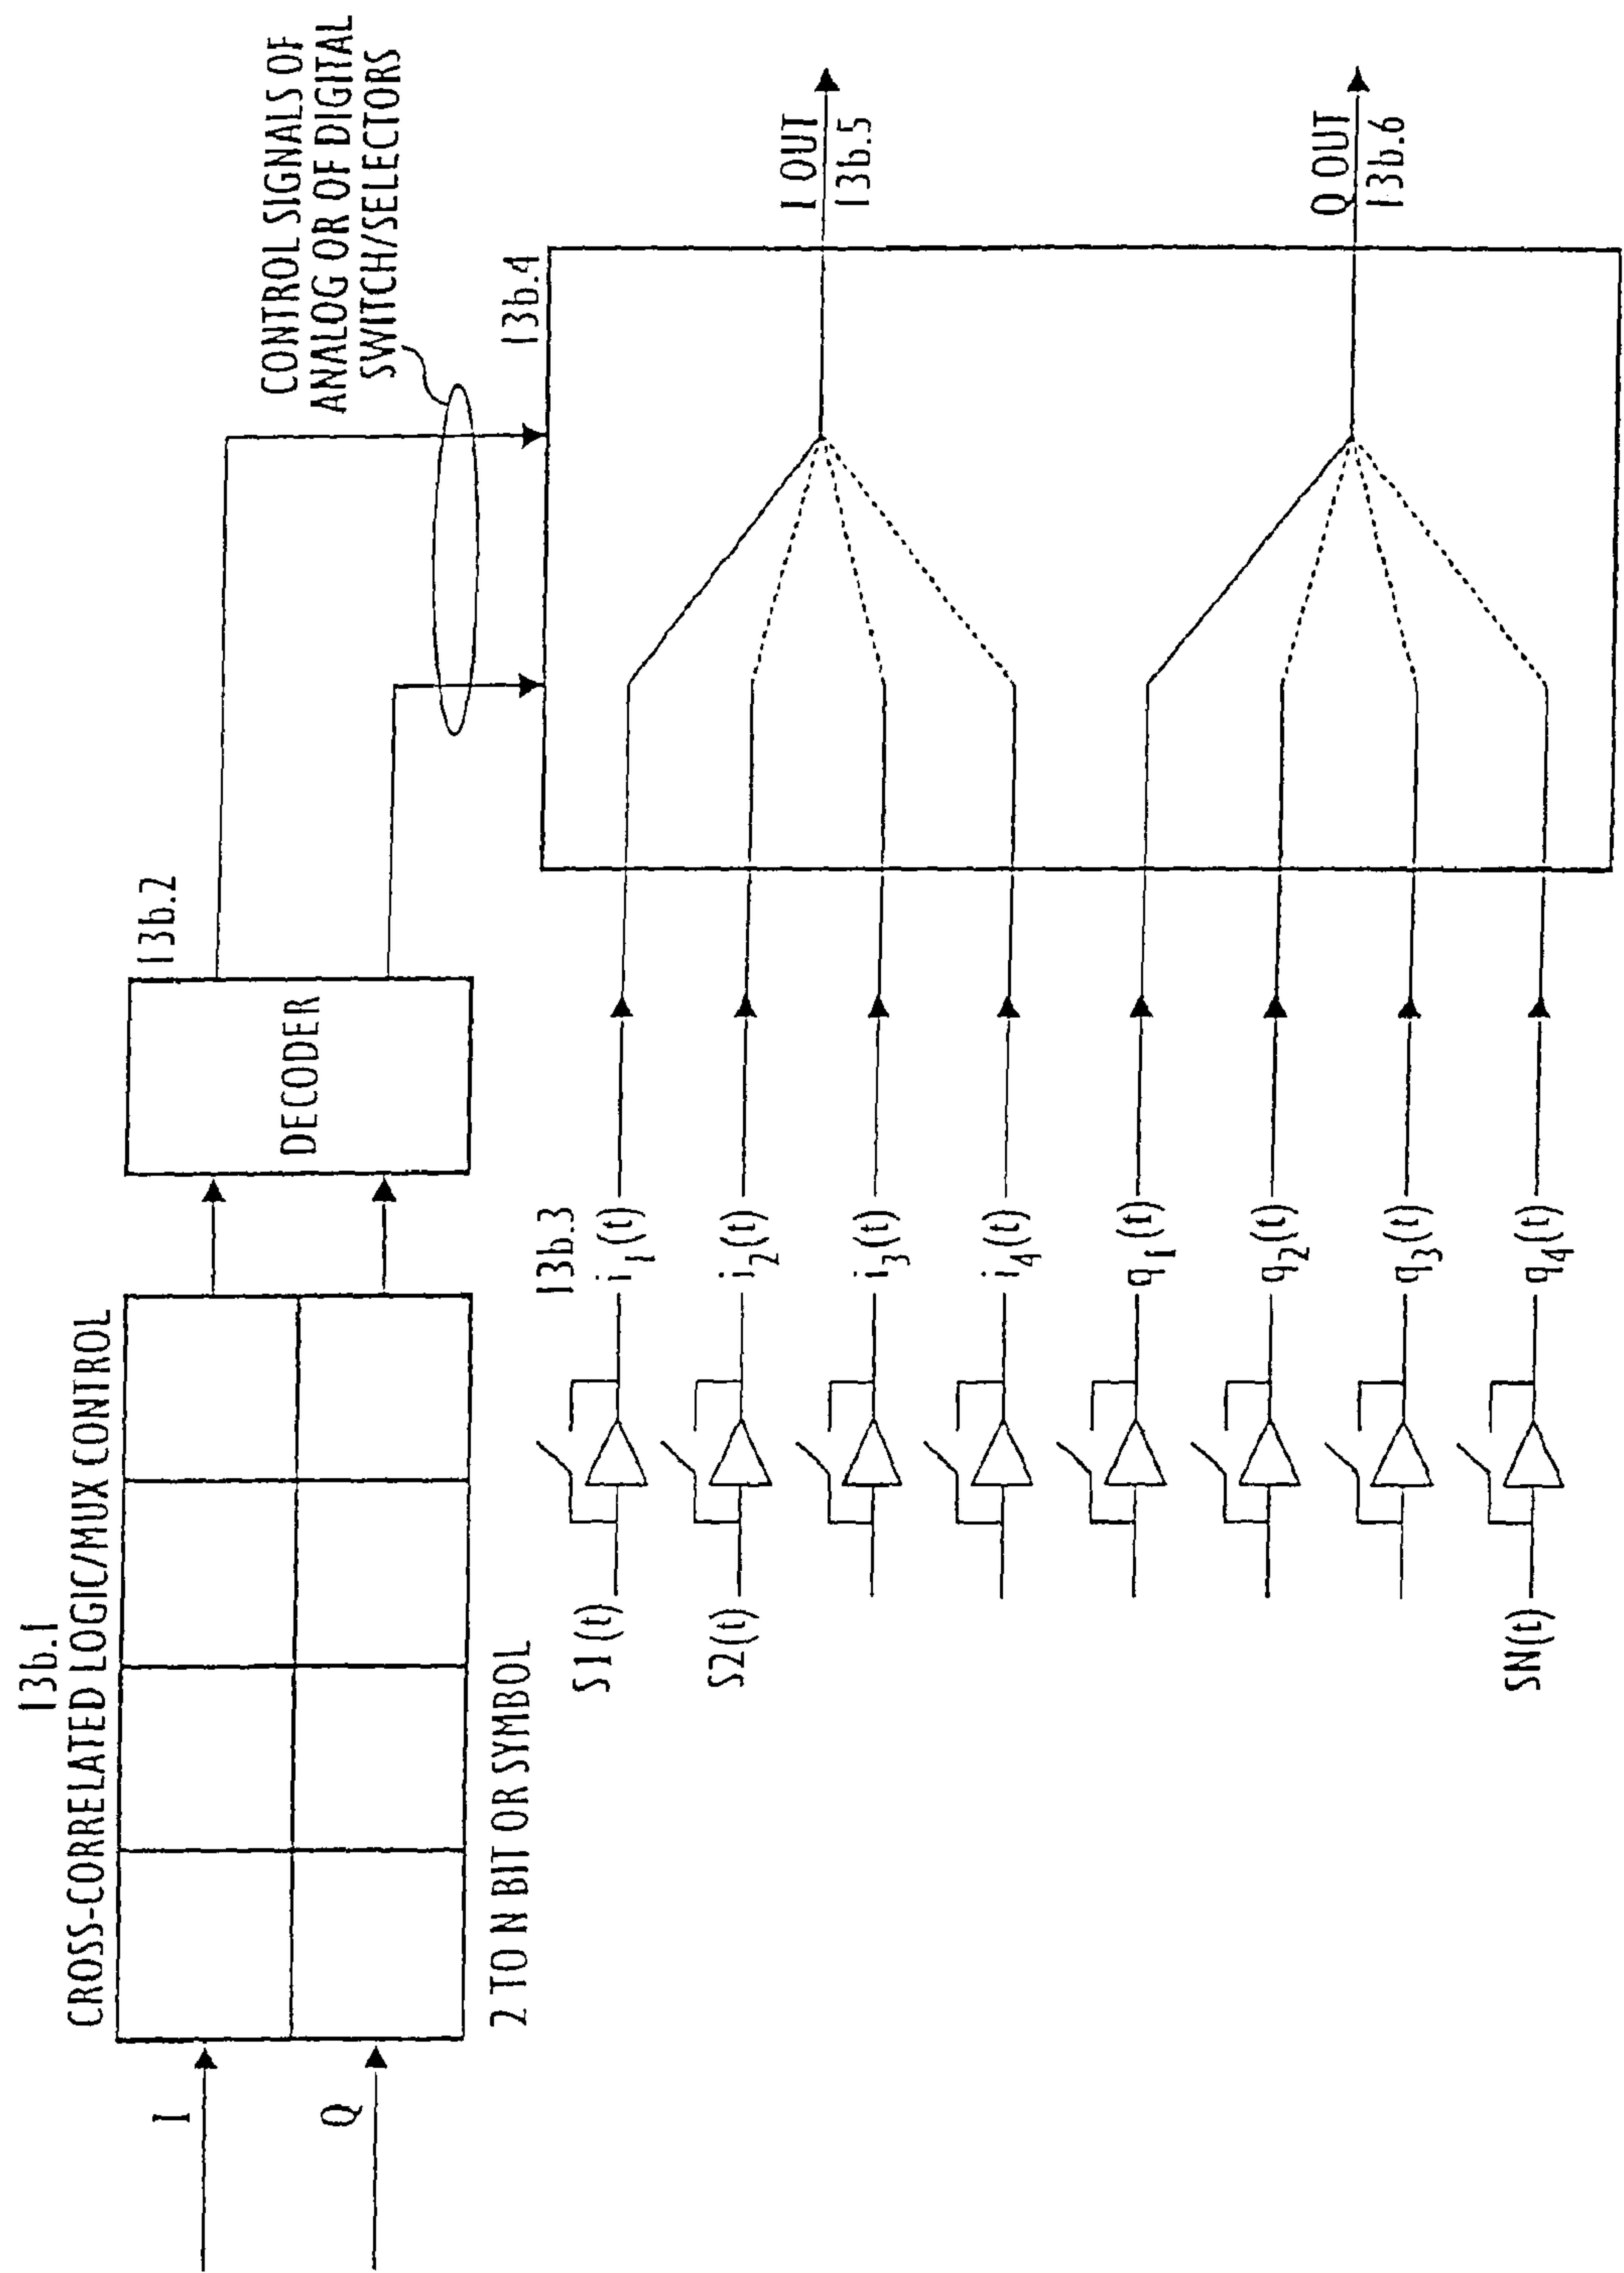 13b.1
CROSS-CORRELATED LOGIC/MUX CONTROL
I
Q
2 TO N BIT OR SYMBOL
13b.2
DECODER
CONTROL SIGNALS OF
ANALOG OR OF DIGITAL
SWITCH/SELECTORS
13b.4
13b.3
S1(t)
i1(t)
S2(t)
i2(t)
i3(t)
i4(t)
q1(t)
q2(t)
q3(t)
SN(t)
q4(t)
I OUT
13b.5
Q OUT
13b.6